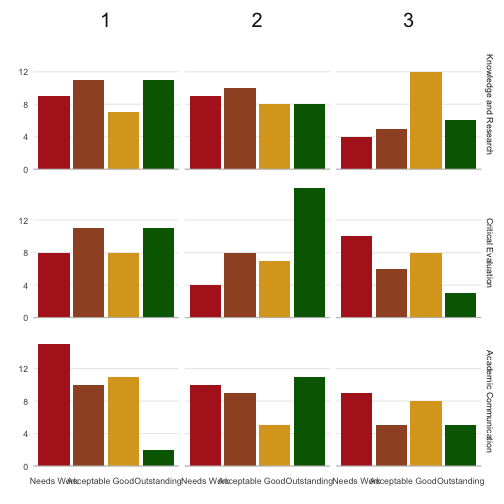 1 2 3
12
8
4
0
Knowledge and Research
12
8
4
0
Critical Evaluation
12
8
4
0
Academic Communication
Needs Work Acceptable Good Outstanding Needs Work Acceptable Good Outstanding Needs Work Acceptable Good Outstanding